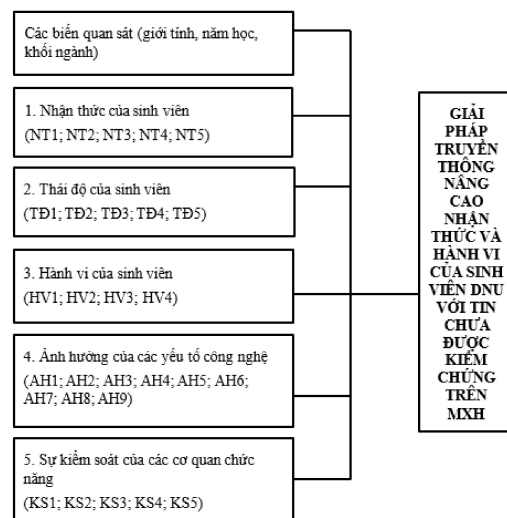 Các biến quan sát (giới tính, năm học,
khối ngành)
1. Nhận thức của sinh viên
(NT1; NT2; NT3; NT4; NT5)
2. Thái độ của sinh viên
(TĐ1; TĐ2; TĐ3; TĐ4; TĐ5)
3. Hành vi của sinh viên
(HV1; HV2; HV3; HV4)
4. Ảnh hưởng của các yếu tố công nghệ
(AH1; AH2; AH3; AH4; AH5; AH6;
AH7; AH8; AH9)
5. Sự kiểm soát của các cơ quan chức
năng
(KS1; KS2; KS3; KS4; KS5)
GIẢI
PHÁP
TRUYỀN
THÔNG
NÂNG
CAO
NHẬN
THỨC VÀ
HÀNH VI
CỦA SINH
VIÊN DNU
VỚI TIN
CHƯA
ĐƯỢC
KIỂM
CHỨNG
TRÊN
MXH